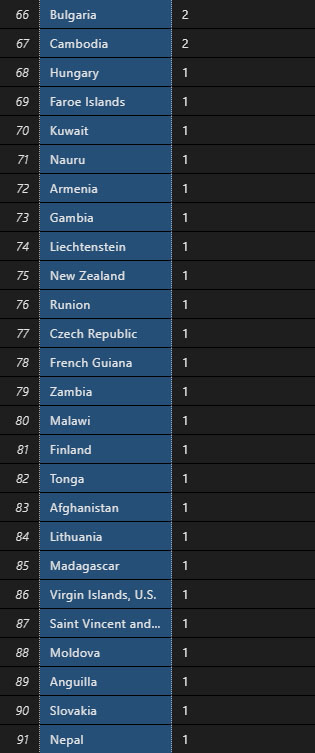 66 Bulgaria 2
67 Cambodia 2
68 Hungary 1
69 Faroe Islands 1
70 Kuwait 1
71 Nauru 1
72 Armenia 1
73 Gambia 1
74 Liechtenstein 1
75 New Zealand 1
76 Runion 1
77 Czech Republic 1
78 French Guiana 1
79 Zambia 1
80 Malawi 1
81 Finland 1
82 Tonga 1
83 Afghanistan 1
84 Lithuania 1
85 Madagascar 1
86 Virgin Islands, U.S. 1
87 Saint Vincent and... 1
88 Moldova 1
89 Anguilla 1
90 Slovakia 1
91 Nepal 1